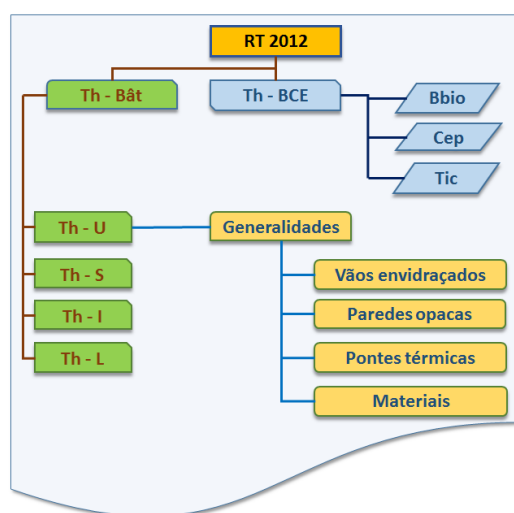 RT 2012
Th - Bât
Th - BCE
Bbio
Cep
Tic
Th - U
Generalidades
Th - S
Vãos envidraçados
Th - I
Paredes opacas
Th - L
Pontes térmicas
Materiais